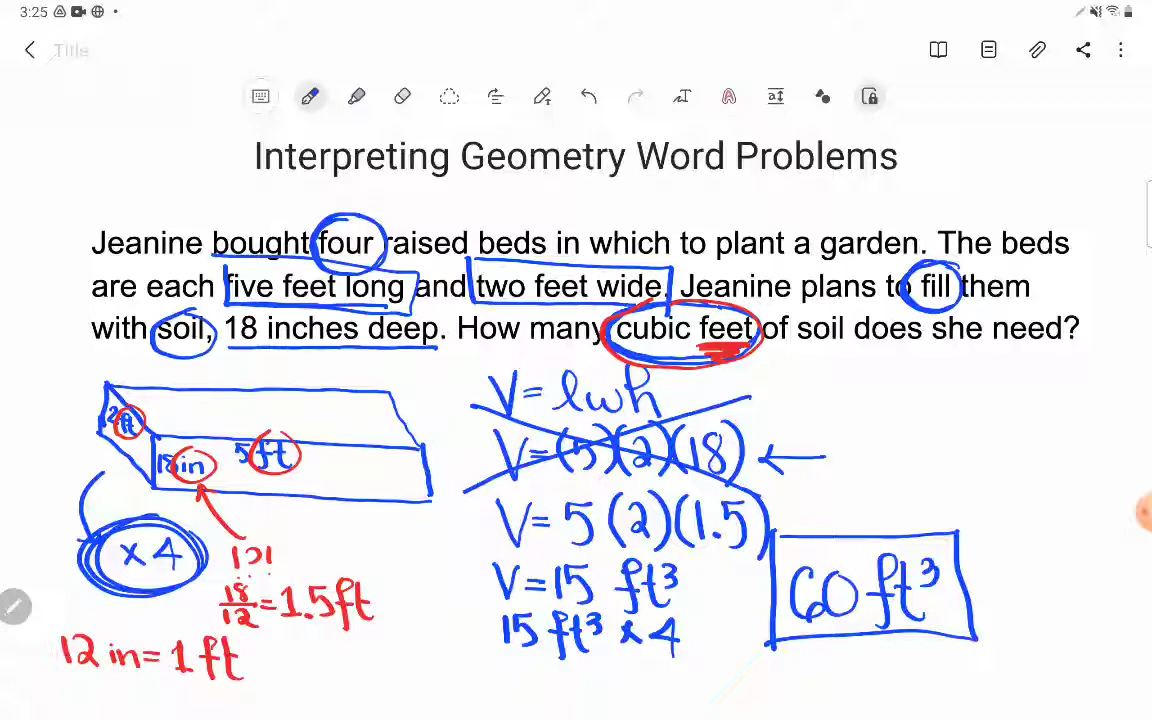 3:25
Title
Interpreting Geometry Word Problems
Jeanine bought four raised beds in which to plant a garden. The beds
are each five feet long and two feet wide. Jeanine plans to fill them
with soil, 18 inches deep. How many cubic feet of soil does she need?
V = lwh
2ft
V = (5)(2)(18)
18in 5ft
V = 5(2)(1.5)
x 4
V = 15 ft³
18/12 = 1.5ft
60 ft³
15 ft³ x 4
12 in = 1 ft